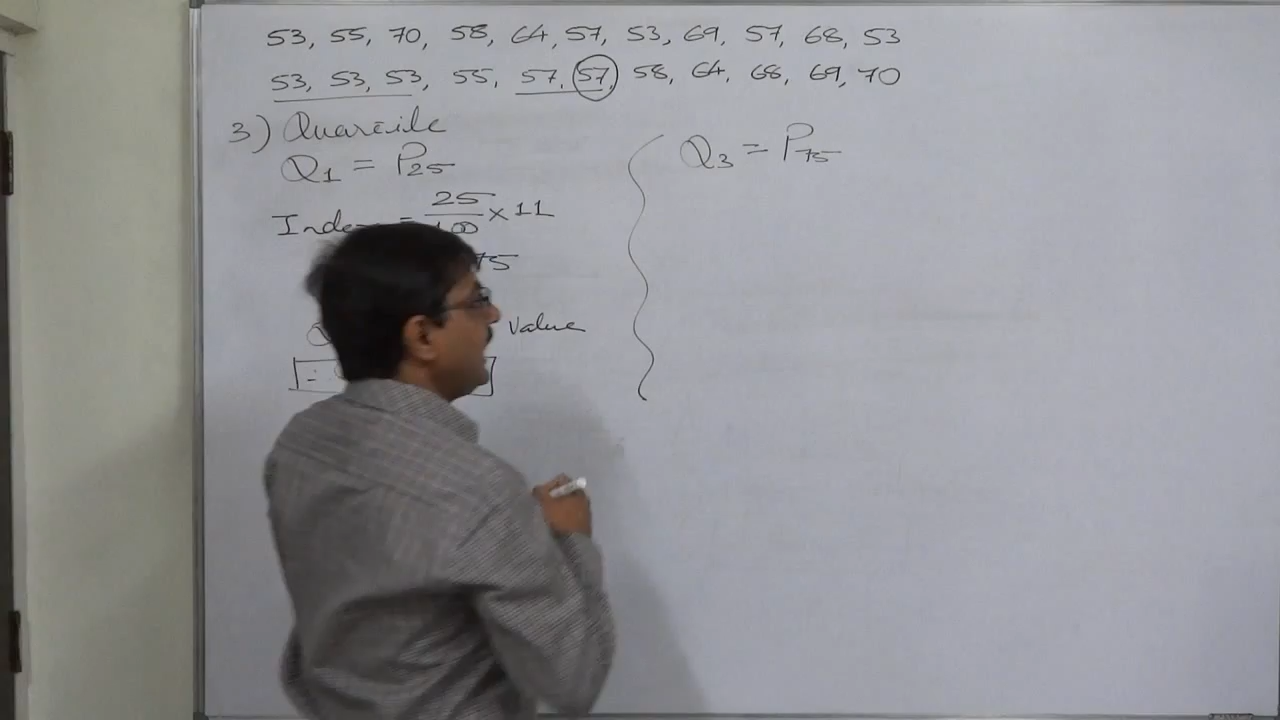 53, 55, 70, 58, 64, 57, 53, 69, 57, 68, 53
53, 53, 53, 55, 57, 57, 58, 64, 68, 69, 70
3) Quartile
Q1 = P25
25
Index = 100 × 11
75
value
∴
Q3 = P75